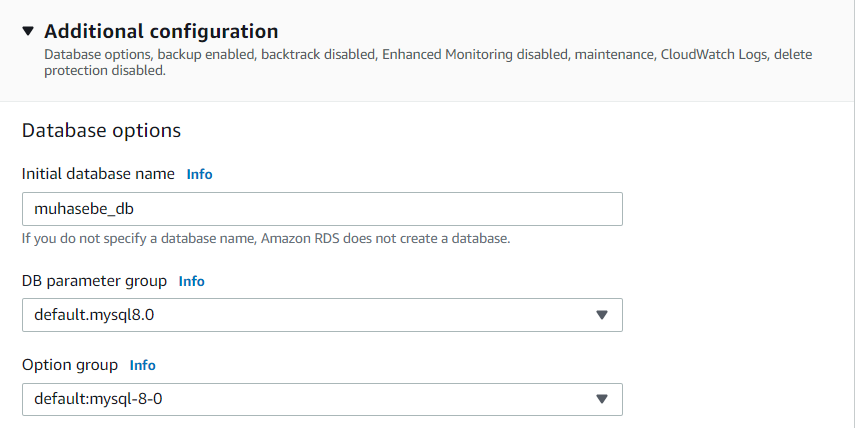 Additional configuration
Database options, backup enabled, backtrack disabled, Enhanced Monitoring disabled, maintenance, CloudWatch Logs, delete
protection disabled.
Database options
Initial database name Info
muhasebe_db
If you do not specify a database name, Amazon RDS does not create a database.
DB parameter group Info
default.mysql8.0
Option group Info
default:mysql-8-0